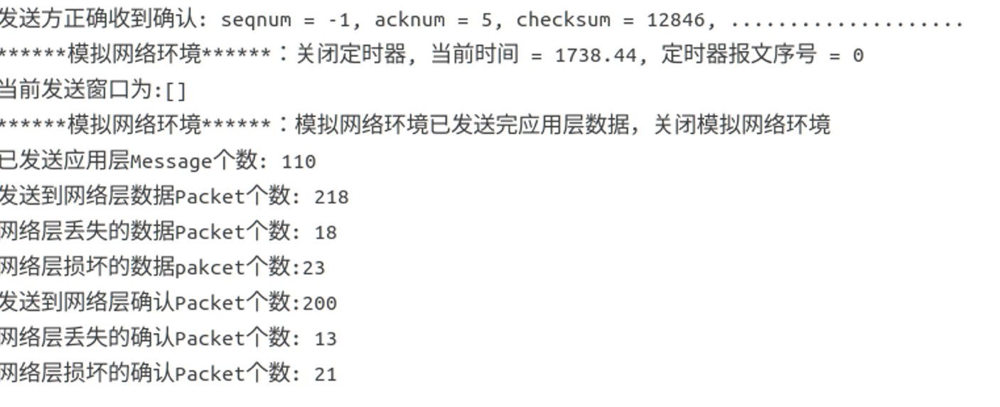 发送方正确收到确认: seqnum = -1, acknum = 5, checksum = 12846, ....................
******模拟网络环境******：关闭定时器, 当前时间 = 1738.44, 定时器报文序号 = 0
当前发送窗口为:[]
******模拟网络环境******：模拟网络环境已发送完应用层数据, 关闭模拟网络环境
已发送应用层Message个数: 110
发送到网络层数据Packet个数: 218
网络层丢失的数据Packet个数: 18
网络层损坏的数据pakcet个数:23
发送到网络层确认Packet个数:200
网络层丢失的确认Packet个数: 13
网络层损坏的确认Packet个数: 21